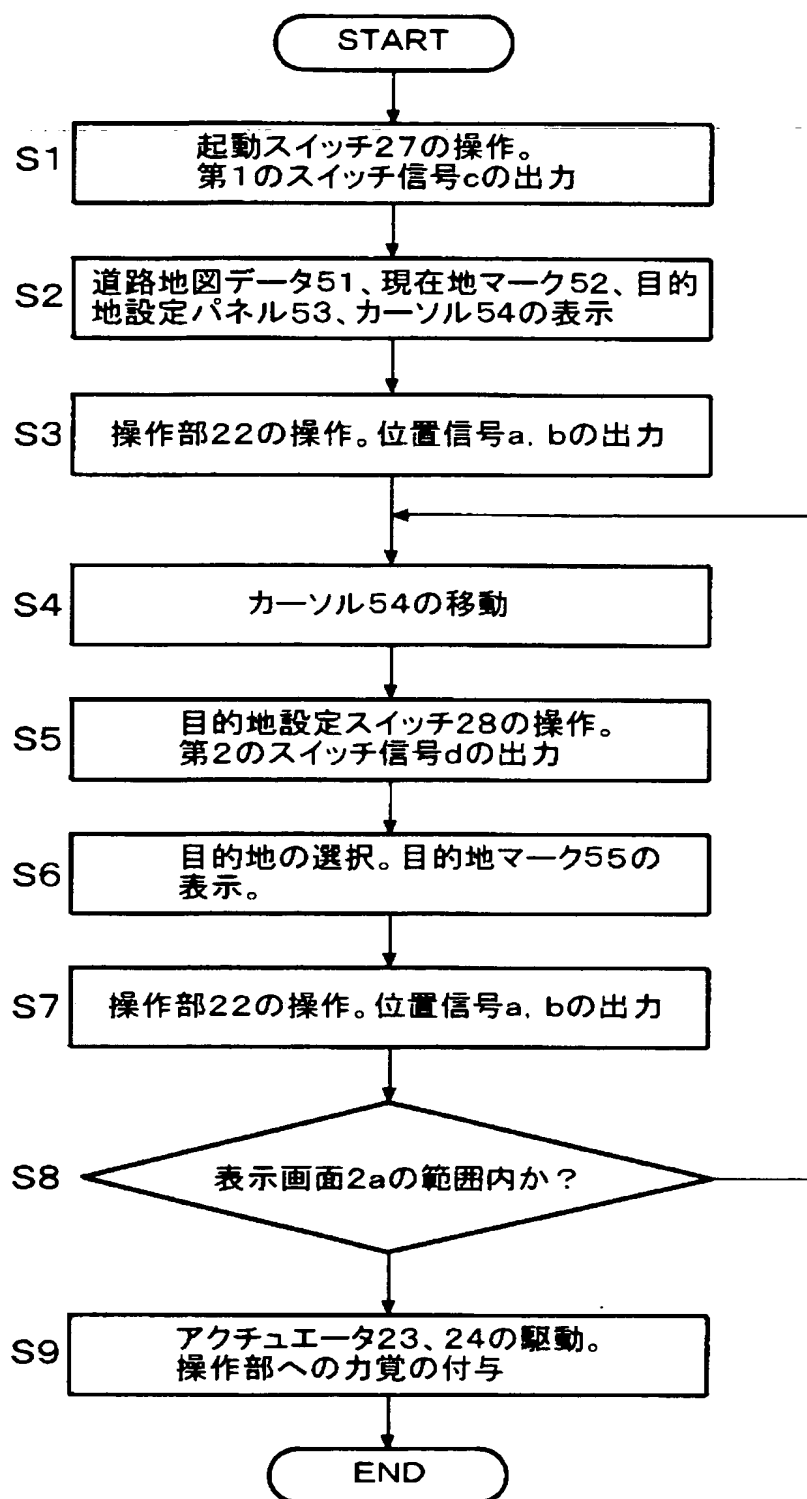 START
S1
起動スイッチ27の操作。
第1のスイッチ信号cの出力
S2
道路地図データ51、現在地マーク52、目的
地設定パネル53、カーソル54の表示
S3
操作部22の操作。位置信号a, bの出力
S4
カーソル54の移動
S5
目的地設定スイッチ28の操作。
第2のスイッチ信号dの出力
S6
目的地の選択。目的地マーク55の
表示。
S7
操作部22の操作。位置信号a, bの出力
S8
表示画面2aの範囲内か？
S9
アクチュエータ23、24の駆動。
操作部への力覚の付与
END